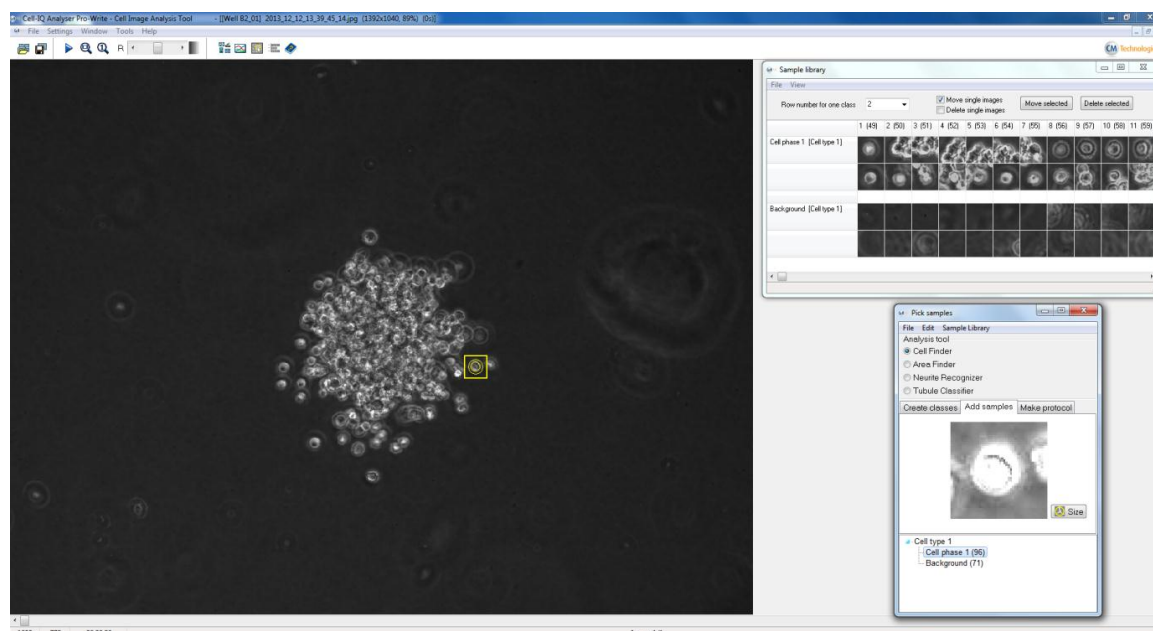 Cell-IQ Analyser Pro-Write - Cell Image Analysis Tool - [[Well B2_01] 2013_12_12_13_39_45_14.jpg (1392x1040, 89%) (0s)]
File Settings Window Tools Help
R
CM Technologi
Sample library
File View
Row number for one class 2
Move single images
Delete single images
Move selected
Delete selected
1 (49) 2 (50) 3 (51) 4 (52) 5 (53) 6 (54) 7 (55) 8 (56) 9 (57) 10 (58) 11 (59)
Cell phase 1 [Cell type 1]
Background [Cell type 1]
Pick samples
File Edit Sample Library
Analysis tool
Cell Finder
Area Finder
Neurite Recognizer
Tubule Classifier
Create classes Add samples Make protocol
Size
Cell type 1
Cell phase 1 (96)
Background (71)